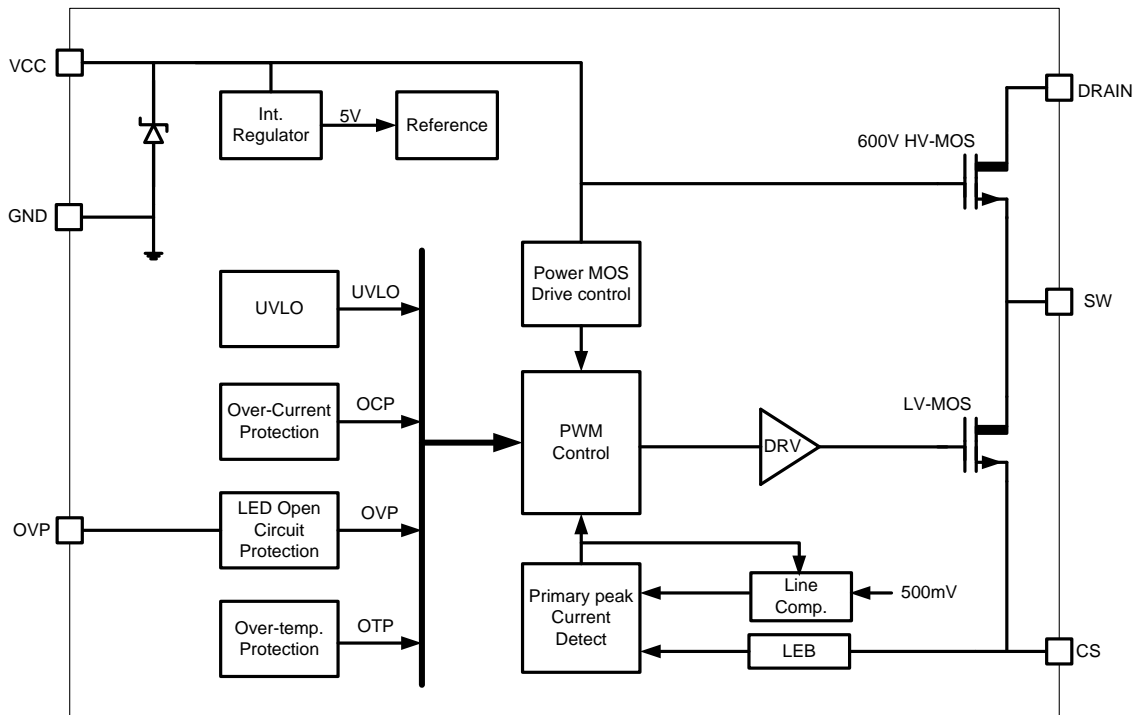 VCC
DRAIN
Int.
Regulator
5V
Reference
600V HV-MOS
GND
Power MOS
Drive control
UVLO
UVLO
SW
Over-Current
Protection
OCP
PWM
Control
DRV
LV-MOS
OVP
LED Open
Circuit
Protection
OVP
Primary peak
Current
Detect
Line
Comp.
500mV
Over-temp.
Protection
OTP
LEB
CS